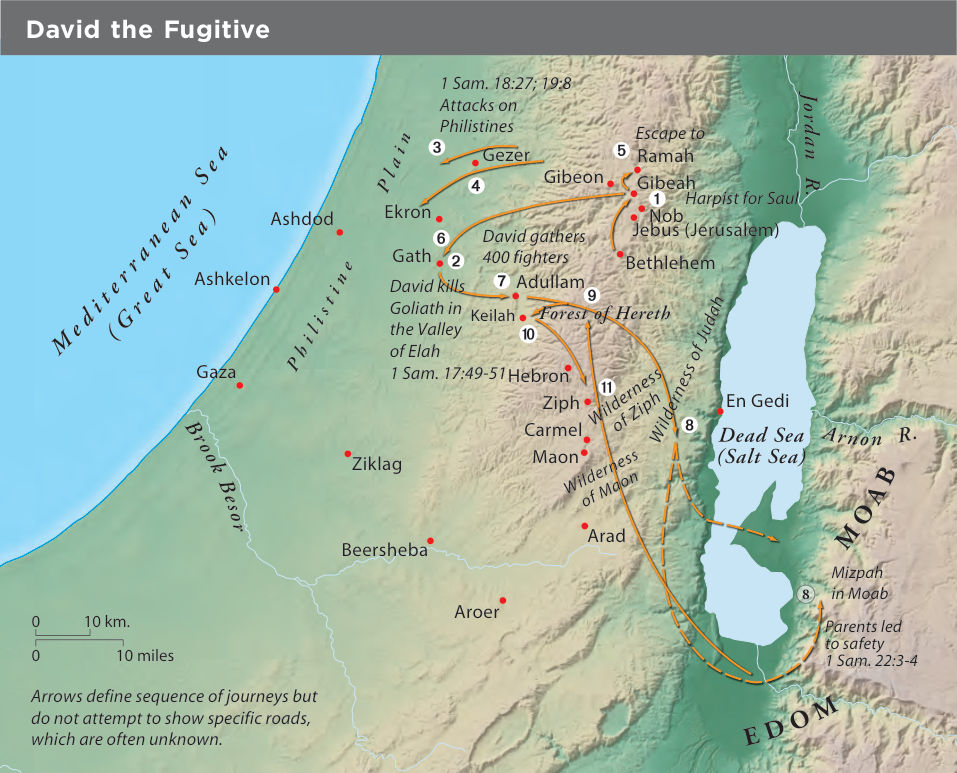 David the Fugitive
1 Sam. 18:27; 19:8
Attacks on
Philistines
3
Gezer
4
Escape to
5
Ramah
Gibeon
Gibeah
1
Harpist for Saul
Nob
Jebus (Jerusalem)
Bethlehem
Jordan R.
Mediterranean Sea
(Great Sea)
Philistine Plain
Ashdod
Ekron
6
Gath
2
David gathers
400 fighters
Ashkelon
David kills
Goliath in
the Valley
of Elah
1 Sam. 17:49-51
7
Adullam
9
Keilah
Forest of Hereth
10
Gaza
Hebron
11
Ziph
Wilderness
of Ziph
Wilderness of Judah
8
En Gedi
Dead Sea
(Salt Sea)
Arnon R.
Carmel
Maon
Wilderness
of Maon
Brook Besor
Ziklag
MOAB
Beersheba
Arad
Aroer
Mizpah
in Moab
8
Parents led
to safety
1 Sam. 22:3-4
EDOM
0 10 km.
0 10 miles
Arrows define sequence of journeys but
do not attempt to show specific roads,
which are often unknown.